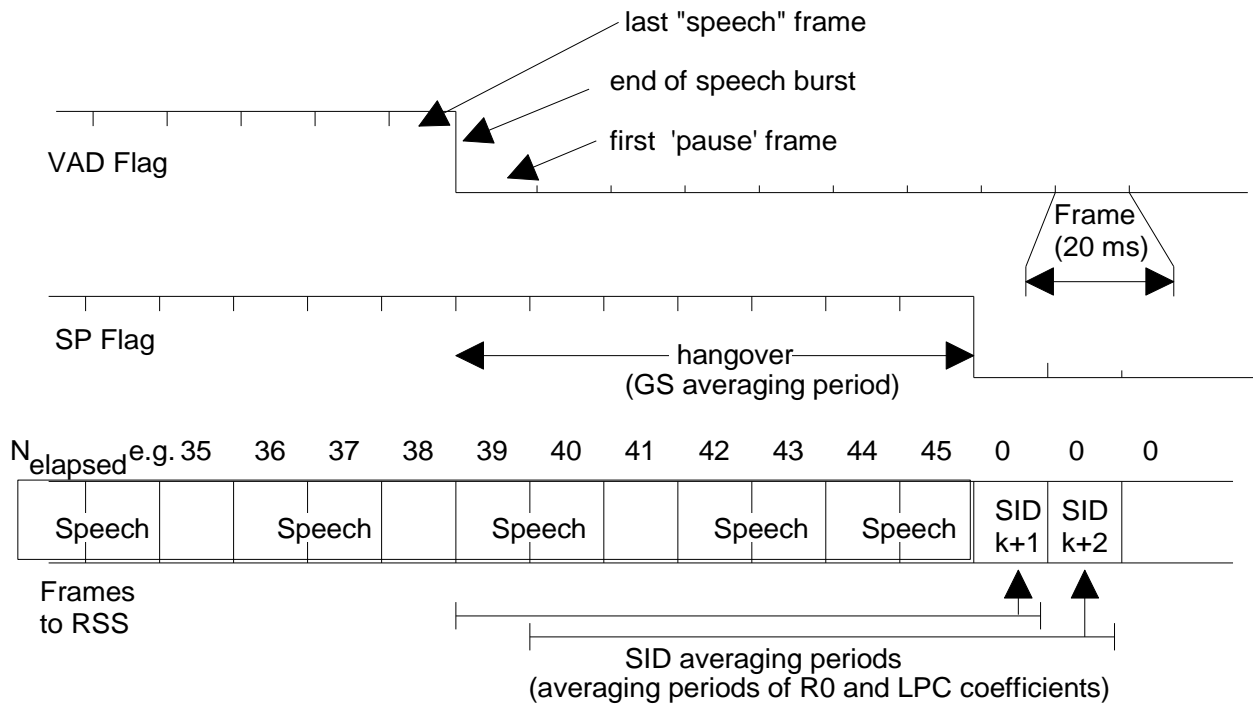 last "speech" frame
end of speech burst
first 'pause' frame
VAD Flag
Frame
(20 ms)
SP Flag
hangover
(GS averaging period)
Nelapsed e.g. 35 36 37 38 39 40 41 42 43 44 45 0 0 0
Speech Speech Speech Speech Speech SID k+1 SID k+2
Frames
to RSS
SID averaging periods
(averaging periods of R0 and LPC coefficients)